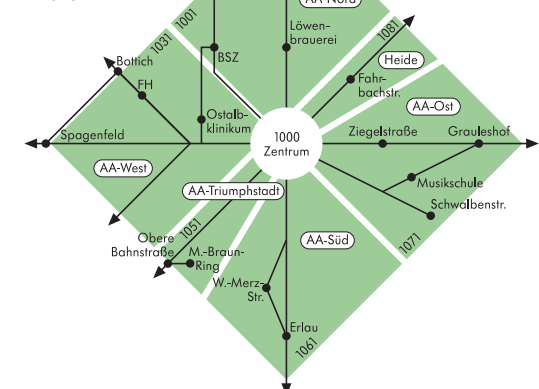 AA-Nord
1001
Löwen-
brauerei
1081
1031
BSZ
Heide
Bottich
FH
Fahr-
bachstr.
AA-Ost
Ostalb-
klinikum
1000
Zentrum
Ziegelstraße
Grauleshof
Spagenfeld
AA-West
Musikschule
AA-Triumphstadt
Schwalbenstr.
1051
Obere
Bahnstraße
M.-Braun-
Ring
AA-Süd
1071
W.-Merz-
Str.
Erlau
1061